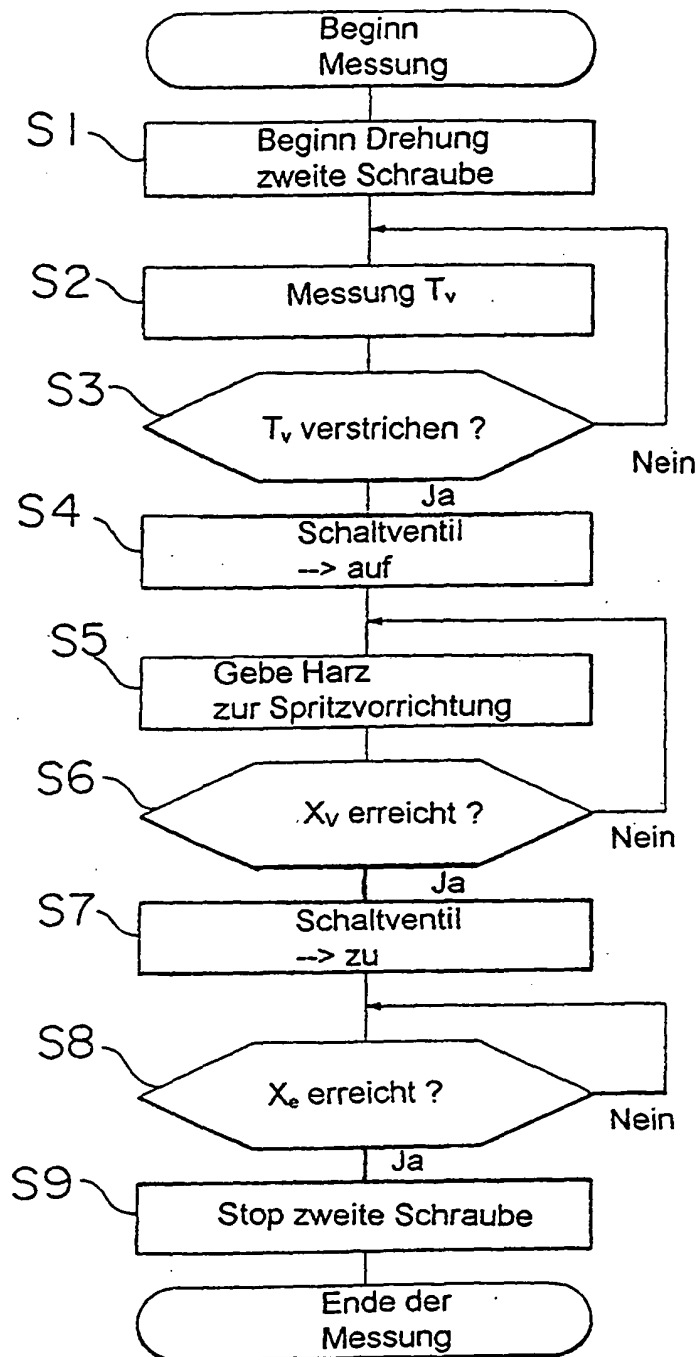 Beginn
Messung
S1
Beginn Drehung
zweite Schraube
S2
Messung Tv
S3
Tv verstrichen ?
Nein
Ja
S4
Schaltventil
--> auf
S5
Gebe Harz
zur Spritzvorrichtung
S6
XV erreicht ?
Nein
Ja
S7
Schaltventil
--> zu
S8
Xe erreicht ?
Nein
Ja
S9
Stop zweite Schraube
Ende der
Messung